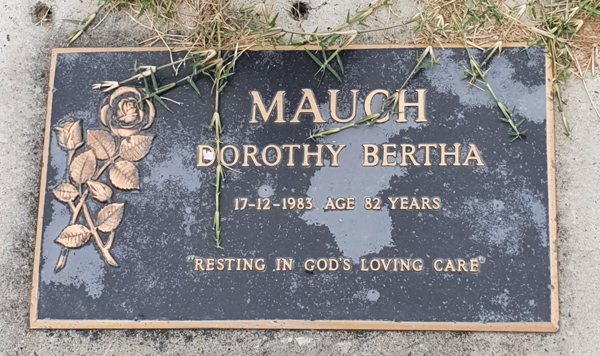 MAUCH
DOROTHY BERTHA
17-12-1983 AGE 82 YEARS
"RESTING IN GOD'S LOVING CARE"